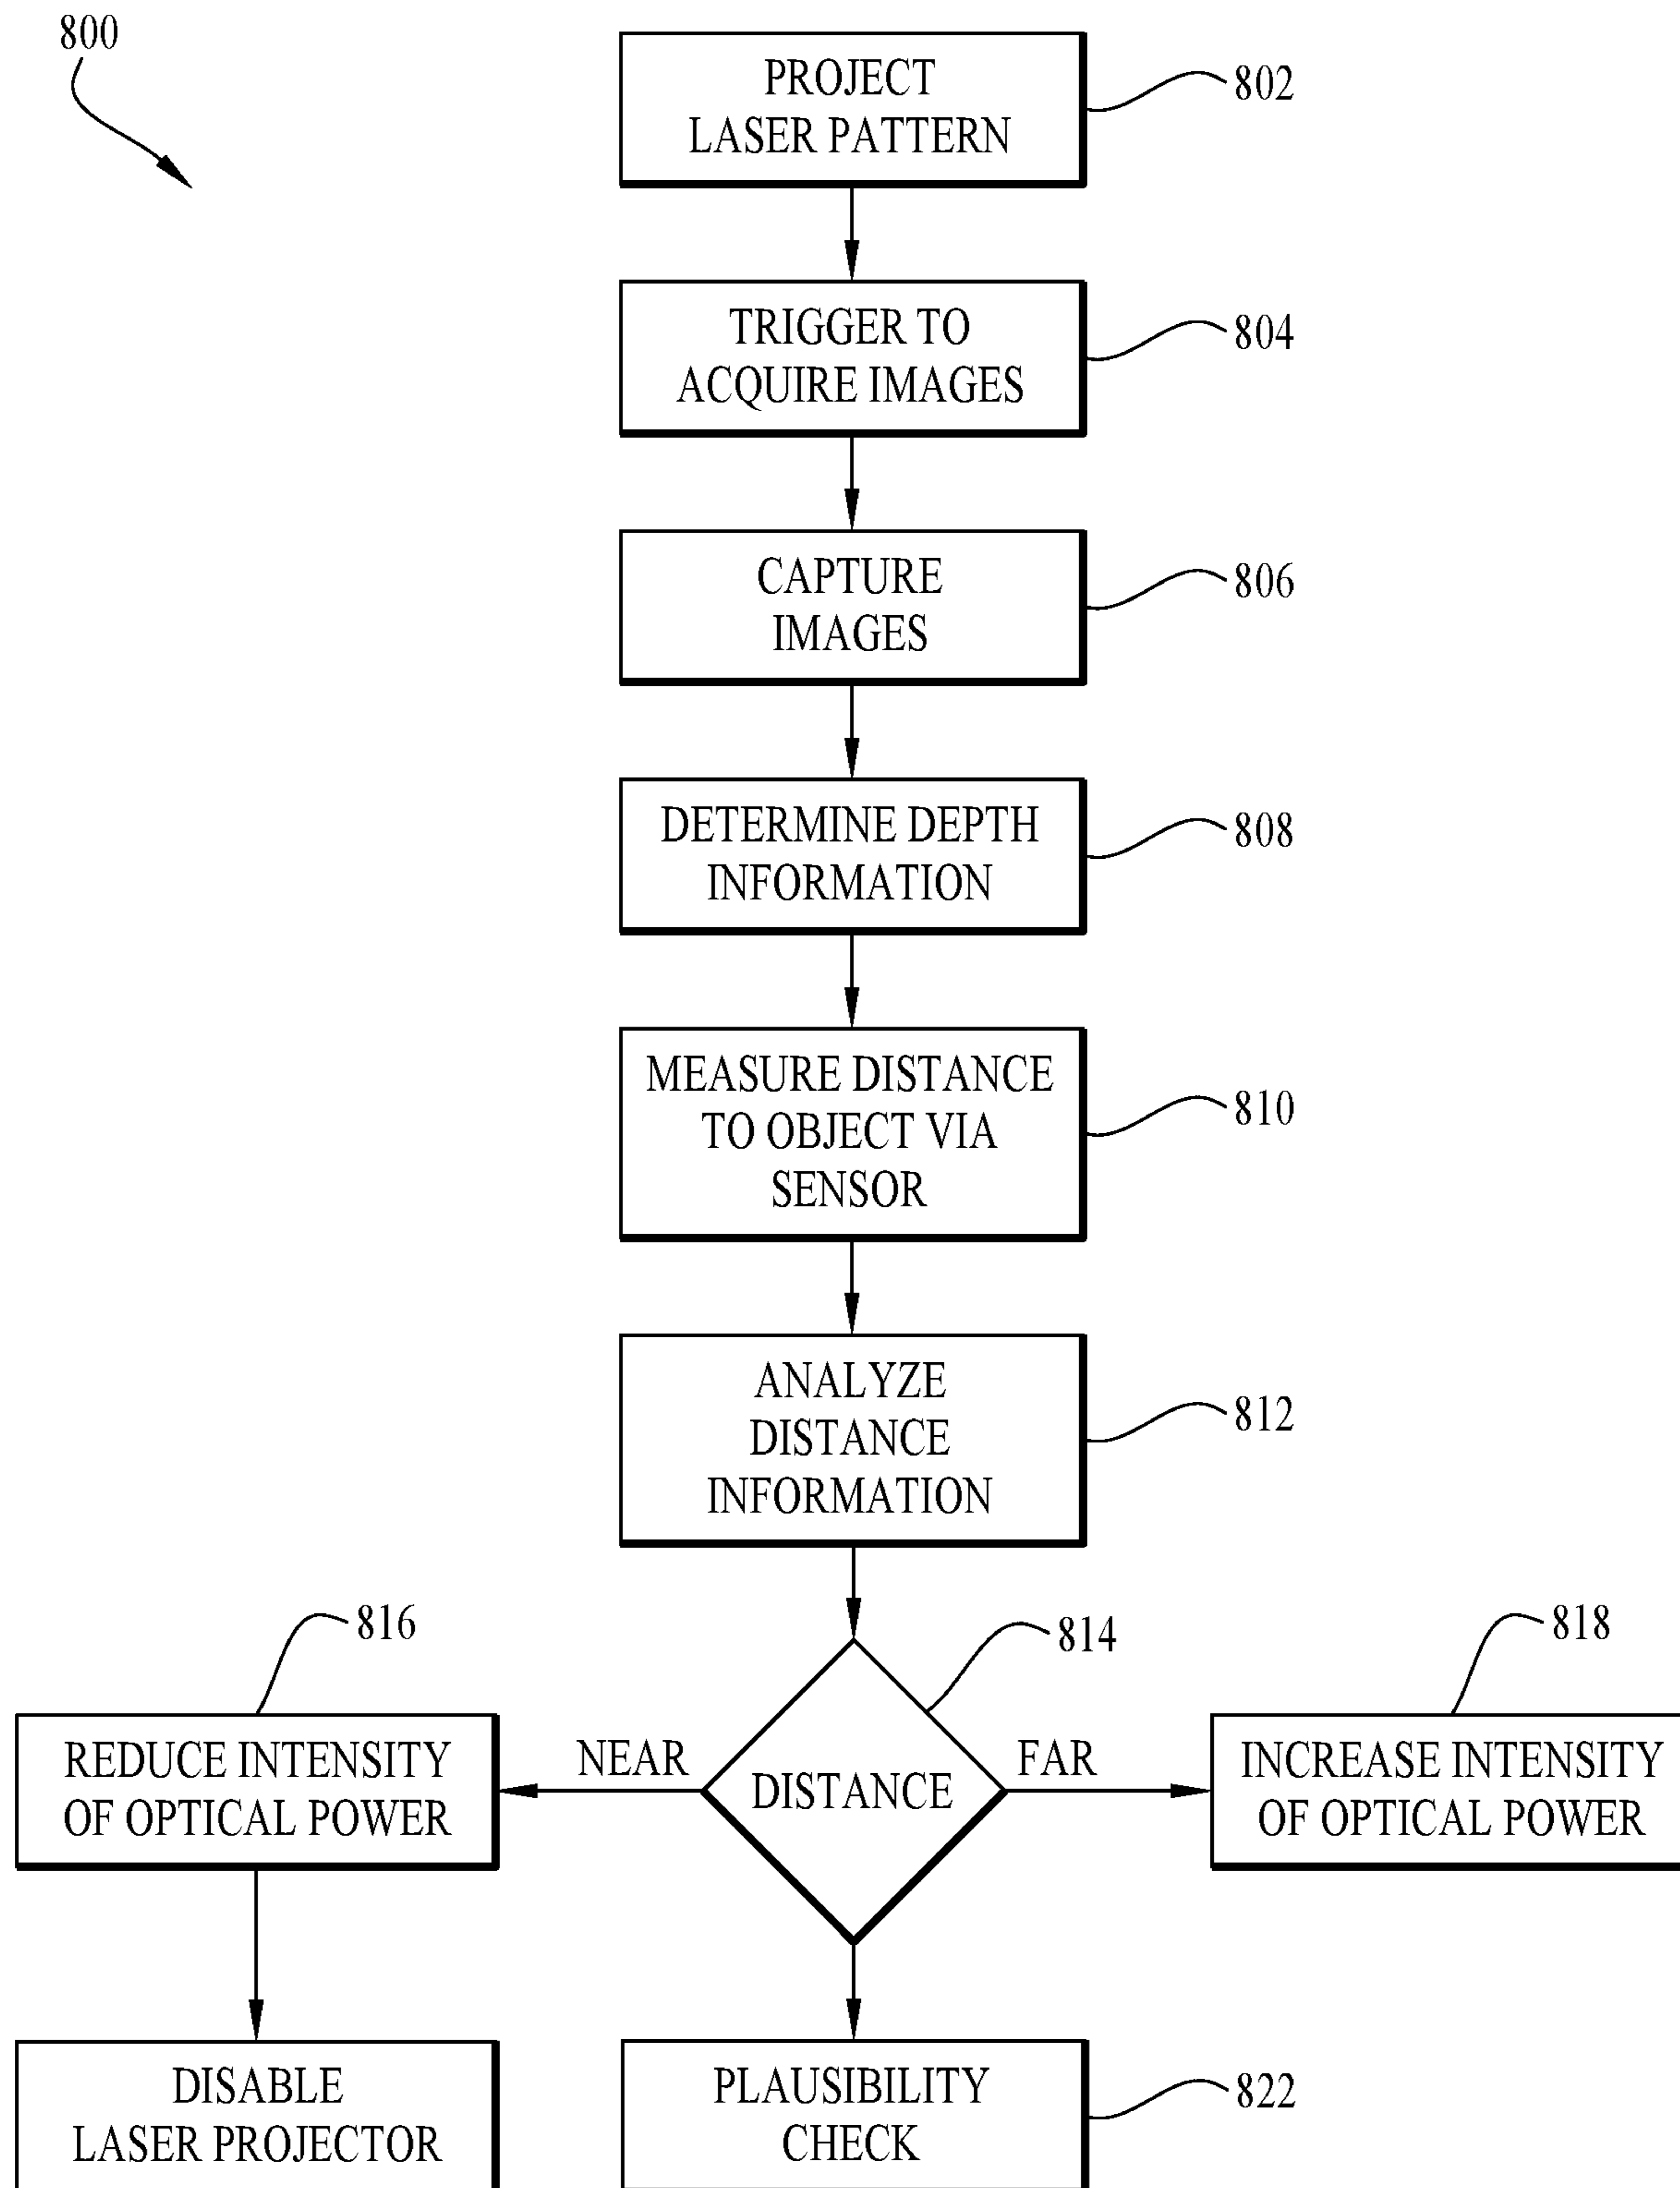 800
PROJECT
LASER PATTERN
802
TRIGGER TO
ACQUIRE IMAGES
804
CAPTURE
IMAGES
806
DETERMINE DEPTH
INFORMATION
808
MEASURE DISTANCE
TO OBJECT VIA
SENSOR
810
ANALYZE
DISTANCE
INFORMATION
812
816
814
818
REDUCE INTENSITY
OF OPTICAL POWER
NEAR
DISTANCE
FAR
INCREASE INTENSITY
OF OPTICAL POWER
DISABLE
LASER PROJECTOR
PLAUSIBILITY
CHECK
822